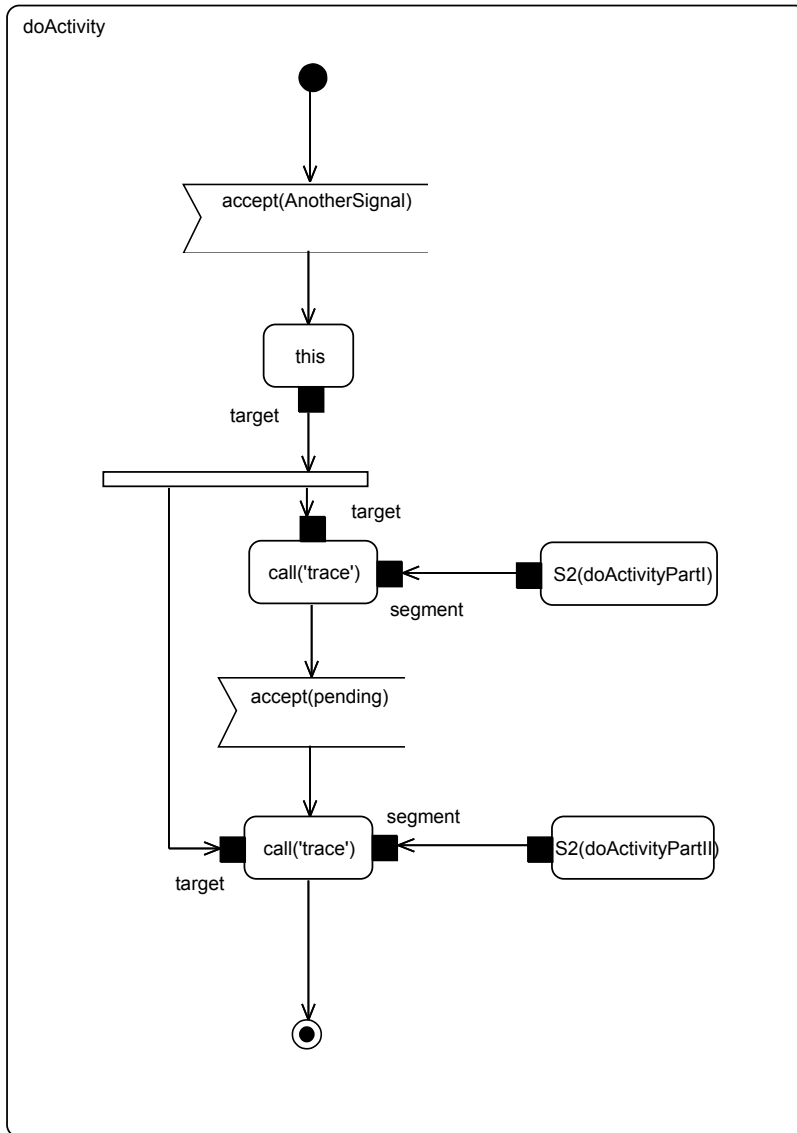 doActivity
accept(AnotherSignal)
this
target
target
call('trace')
S2(doActivityPartI)
segment
accept(pending)
segment
call('trace')
S2(doActivityPartII)
target